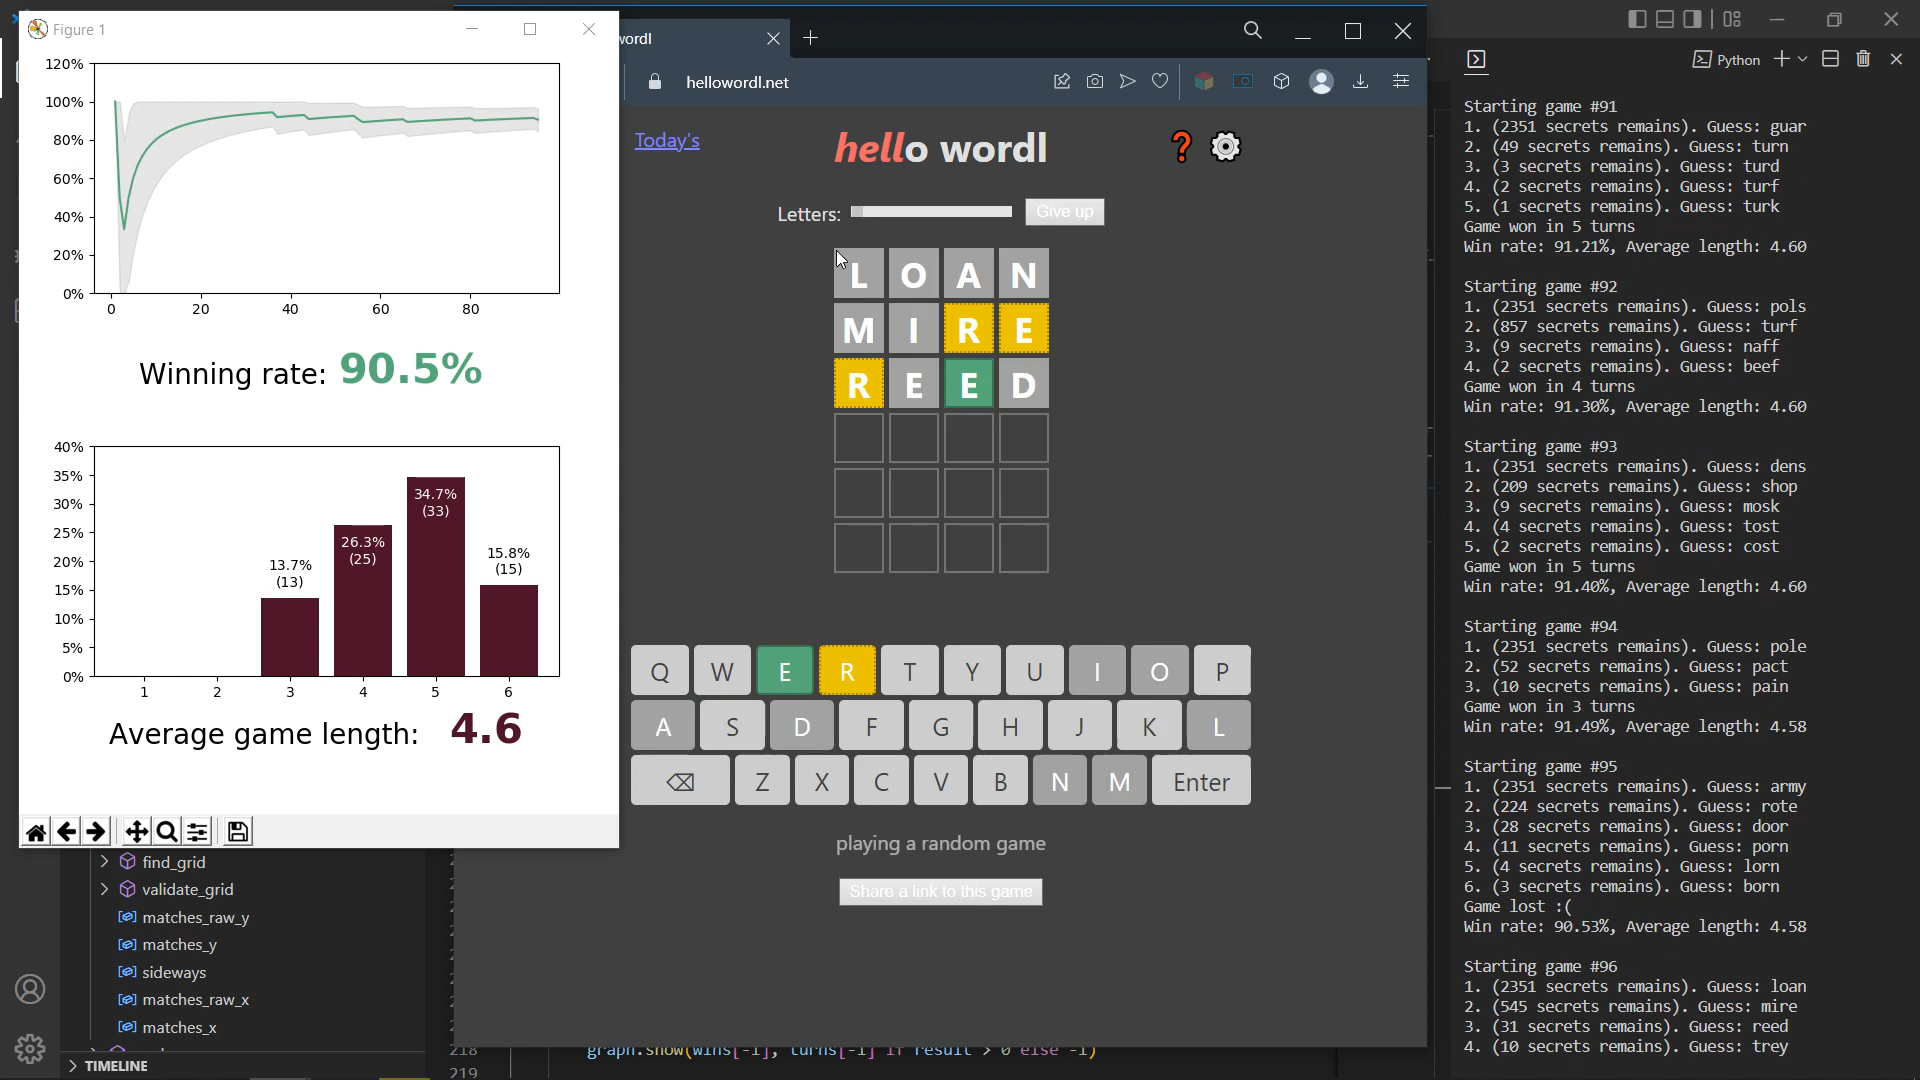 Figure 1
120%
100%
80%
60%
40%
20%
0%
0 20 40 60 80
Winning rate: 90.5%
40%
35%
30%
25%
20%
15%
10%
5%
0%
13.7%
(13)
26.3%
(25)
34.7%
(33)
15.8%
(15)
1 2 3 4 5 6
Average game length: 4.6
find_grid
validate_grid
matches_raw_y
matches_y
sideways
matches_raw_x
matches_x
TIMELINE
wordl
hellowordl.net
Today's
hello wordl
?
Letters: Give up
L O A N
M I R E
R E E D
Q W E R T Y U I O P
A S D F G H J K L
Z X C V B N M Enter
playing a random game
Share a link to this game
218 graph.show(wins[-1], turns[-1] if result > 0 else -1)
219
Python
Starting game #91
1. (2351 secrets remains). Guess: guar
2. (49 secrets remains). Guess: turn
3. (3 secrets remains). Guess: turd
4. (2 secrets remains). Guess: turf
5. (1 secrets remains). Guess: turk
Game won in 5 turns
Win rate: 91.21%, Average length: 4.60
Starting game #92
1. (2351 secrets remains). Guess: pols
2. (857 secrets remains). Guess: turf
3. (9 secrets remains). Guess: naff
4. (2 secrets remains). Guess: beef
Game won in 4 turns
Win rate: 91.30%, Average length: 4.60
Starting game #93
1. (2351 secrets remains). Guess: dens
2. (209 secrets remains). Guess: shop
3. (9 secrets remains). Guess: mosk
4. (4 secrets remains). Guess: tost
5. (2 secrets remains). Guess: cost
Game won in 5 turns
Win rate: 91.40%, Average length: 4.60
Starting game #94
1. (2351 secrets remains). Guess: pole
2. (52 secrets remains). Guess: pact
3. (10 secrets remains). Guess: pain
Game won in 3 turns
Win rate: 91.49%, Average length: 4.58
Starting game #95
1. (2351 secrets remains). Guess: army
2. (224 secrets remains). Guess: rote
3. (28 secrets remains). Guess: door
4. (11 secrets remains). Guess: porn
5. (4 secrets remains). Guess: lorn
6. (3 secrets remains). Guess: born
Game lost :(
Win rate: 90.53%, Average length: 4.58
Starting game #96
1. (2351 secrets remains). Guess: loan
2. (545 secrets remains). Guess: mire
3. (31 secrets remains). Guess: reed
4. (10 secrets remains). Guess: trey